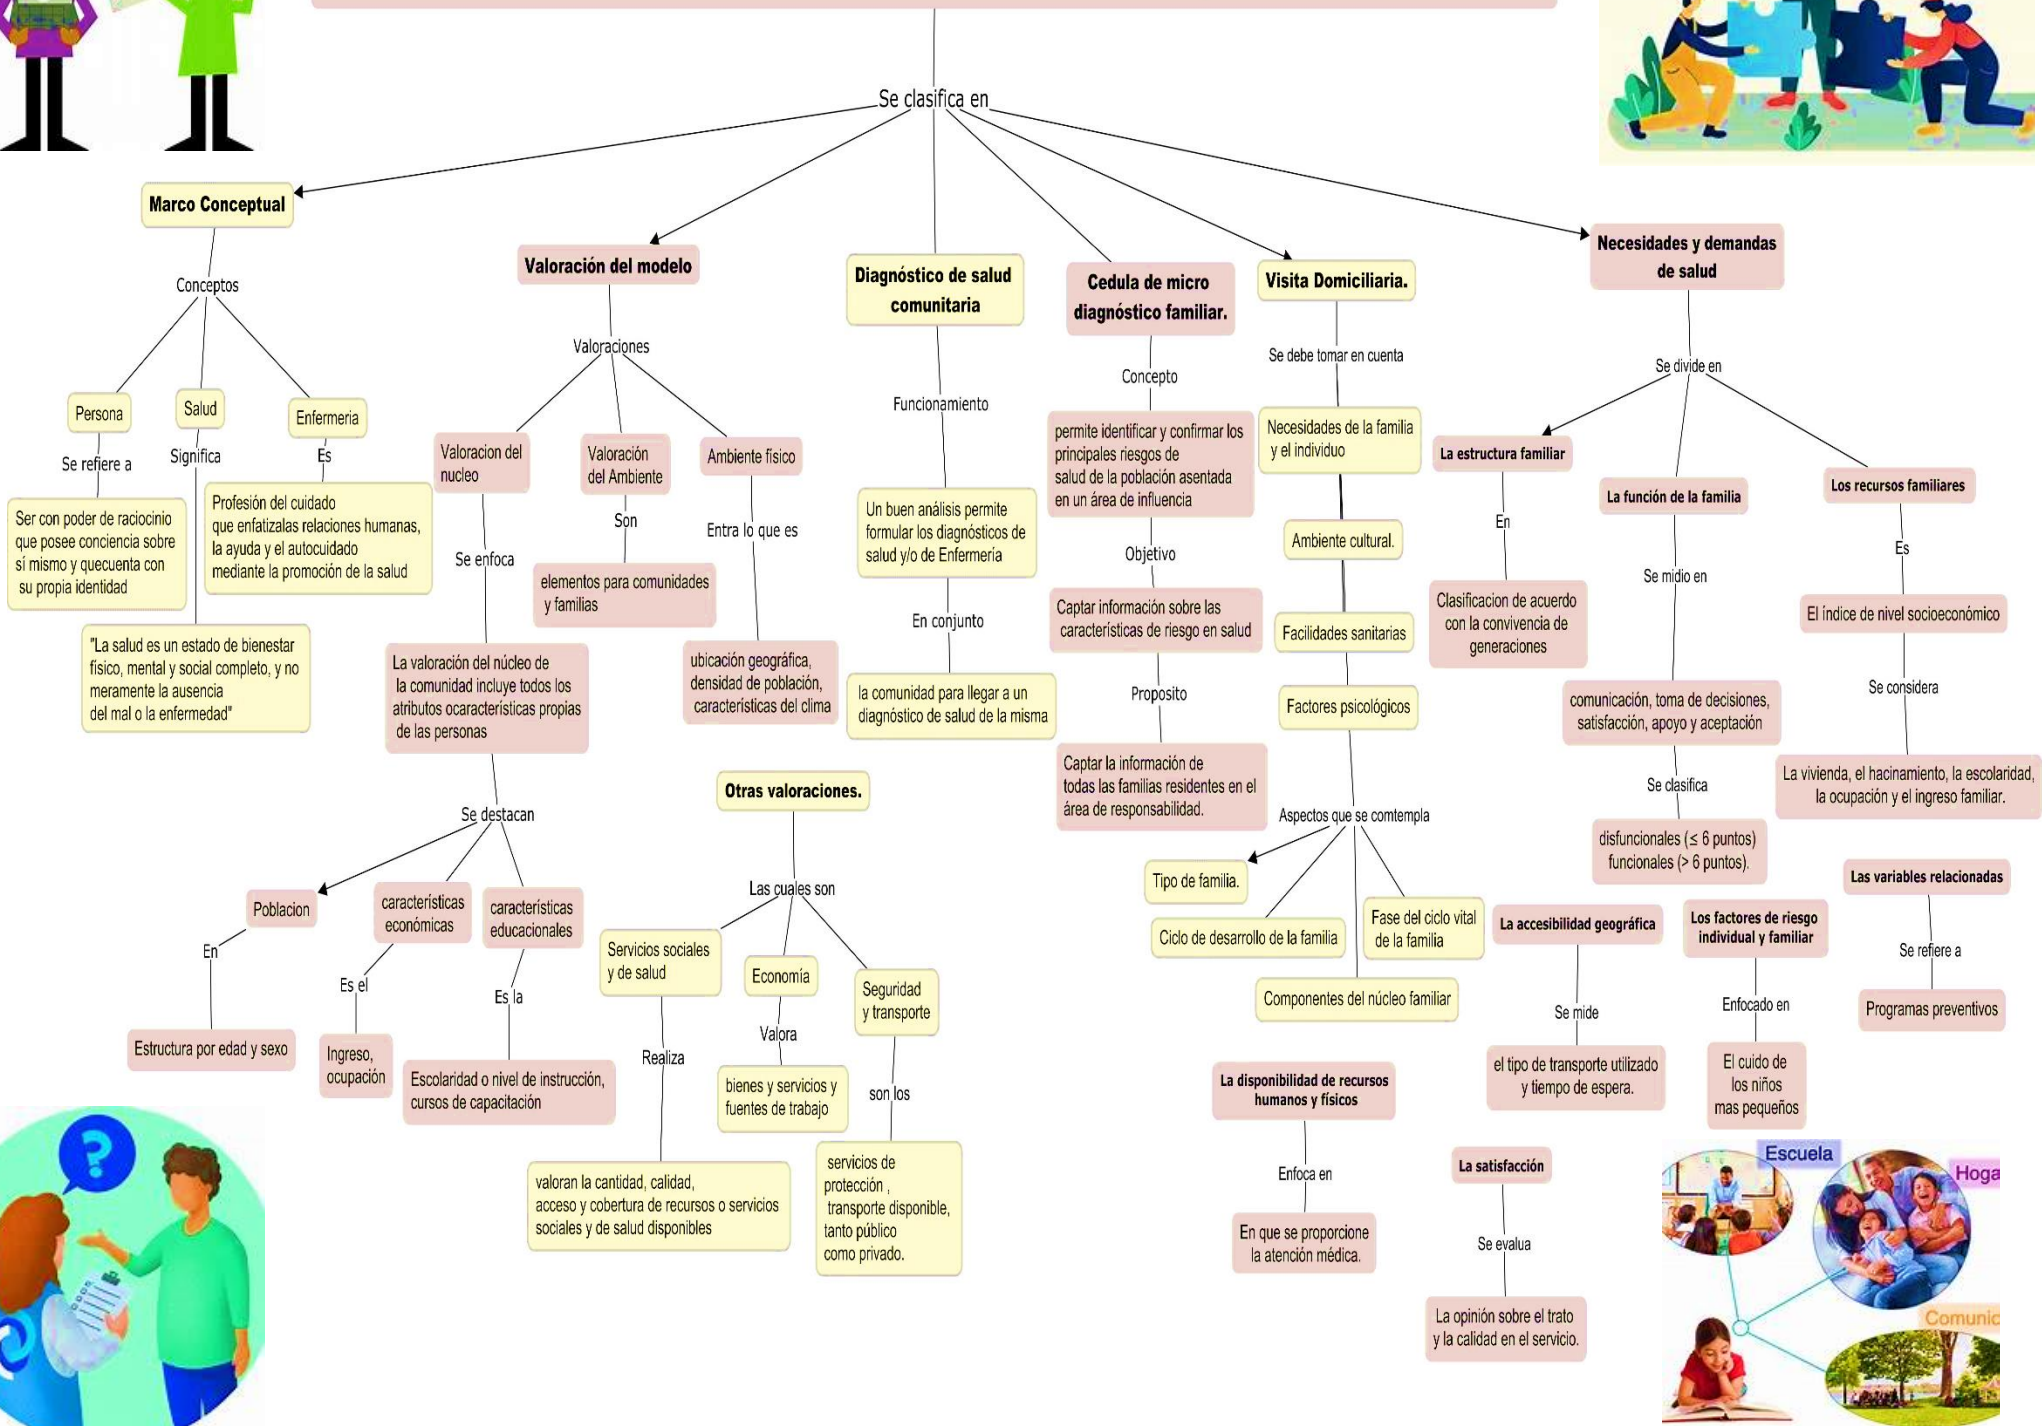 Se clasifica en
Marco Conceptual
Conceptos
Persona
Se refiere a
Ser con poder de raciocinio
que posee conciencia sobre
sí mismo y quecuenta con
su propia identidad
Salud
Significa
"La salud es un estado de bienestar
físico, mental y social completo, y no
meramente la ausencia
del mal o la enfermedad"
Enfermeria
Es
Profesión del cuidado
que enfatizalas relaciones humanas,
la ayuda y el autocuidado
mediante la promoción de la salud
Valoración del modelo
Valoraciones
Valoracion del
nucleo
Se enfoca
La valoración del núcleo de
la comunidad incluye todos los
atributos ocaracterísticas propias
de las personas
Se destacan
Poblacion
En
Estructura por edad y sexo
características
económicas
Es el
Ingreso,
ocupación
características
educacionales
Es la
Escolaridad o nivel de instrucción,
cursos de capacitación
Valoración
del Ambiente
Son
elementos para comunidades
y familias
Ambiente físico
Entra lo que es
ubicación geográfica,
densidad de población,
características del clima
Otras valoraciones.
Las cuales son
Servicios sociales
y de salud
Realiza
valoran la cantidad, calidad,
acceso y cobertura de recursos o servicios
sociales y de salud disponibles
Economía
Valora
bienes y servicios y
fuentes de trabajo
Seguridad
y transporte
son los
servicios de
protección ,
transporte disponible,
tanto público
como privado.
Diagnóstico de salud
comunitaria
Funcionamiento
Un buen análisis permite
formular los diagnósticos de
salud y/o de Enfermería
En conjunto
la comunidad para llegar a un
diagnóstico de salud de la misma
Cedula de micro
diagnóstico familiar.
Concepto
permite identificar y confirmar los
principales riesgos de
salud de la población asentada
en un área de influencia
Objetivo
Captar información sobre las
características de riesgo en salud
Proposito
Captar la información de
todas las familias residentes en el
área de responsabilidad.
Visita Domiciliaria.
Se debe tomar en cuenta
Necesidades de la familia
y el individuo
Ambiente cultural.
Facilidades sanitarias
Factores psicológicos
Aspectos que se comtempla
Tipo de familia.
Ciclo de desarrollo de la familia
Componentes del núcleo familiar
Fase del ciclo vital
de la familia
Necesidades y demandas
de salud
Se divide en
La estructura familiar
En
Clasificacion de acuerdo
con la convivencia de
generaciones
La función de la familia
Se midio en
comunicación, toma de decisiones,
satisfacción, apoyo y aceptación
Se clasifica
disfuncionales (≤ 6 puntos)
funcionales (> 6 puntos).
Los recursos familiares
Es
El índice de nivel socioeconómico
Se considera
La vivienda, el hacinamiento, la escolaridad,
la ocupación y el ingreso familiar.
La accesibilidad geográfica
Se mide
el tipo de transporte utilizado
y tiempo de espera.
Los factores de riesgo
individual y familiar
Enfocado en
El cuido de
los niños
mas pequeños
Las variables relacionadas
Se refiere a
Programas preventivos
La disponibilidad de recursos
humanos y físicos
Enfoca en
En que se proporcione
la atención médica.
La satisfacción
Se evalua
La opinión sobre el trato
y la calidad en el servicio.
?
Escuela
Hoga
Comunic